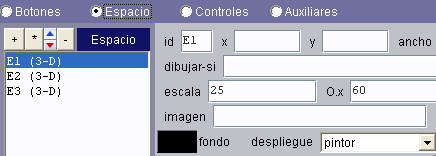 Botones Espacio Controles Auxiliares
+ * - Espacio
id E1 x y ancho
E1 (3-D)
E2 (3-D)
E3 (3-D)
dibujar-si
escala 25 O.x 60
imagen
fondo despliegue pintor